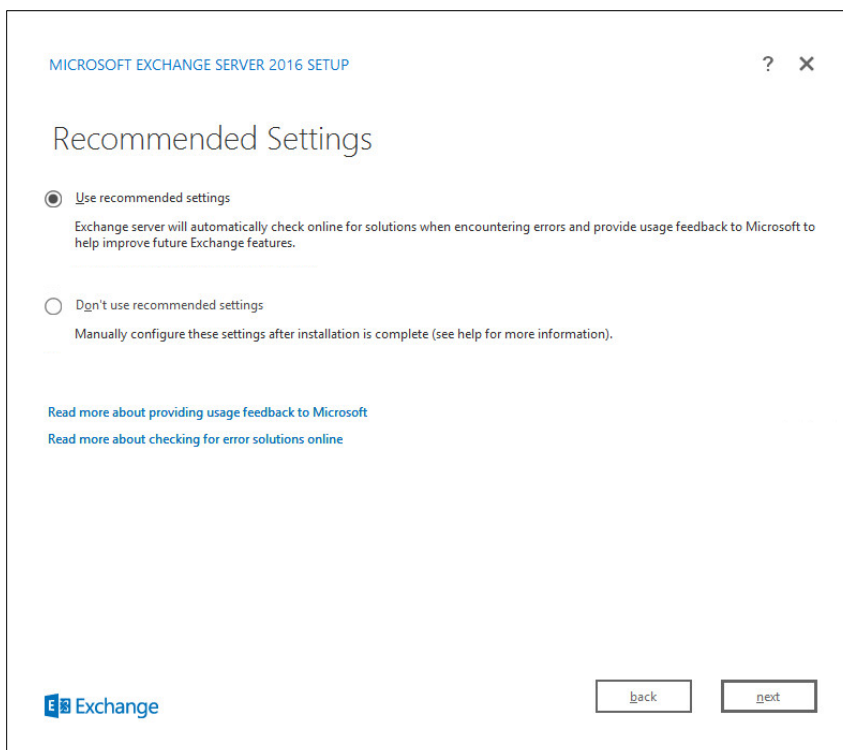 MICROSOFT EXCHANGE SERVER 2016 SETUP
?
Recommended Settings
Use recommended settings
Exchange server will automatically check online for solutions when encountering errors and provide usage feedback to Microsoft to
help improve future Exchange features.
Don't use recommended settings
Manually configure these settings after installation is complete (see help for more information).
Read more about providing usage feedback to Microsoft
Read more about checking for error solutions online
E Exchange
back
next